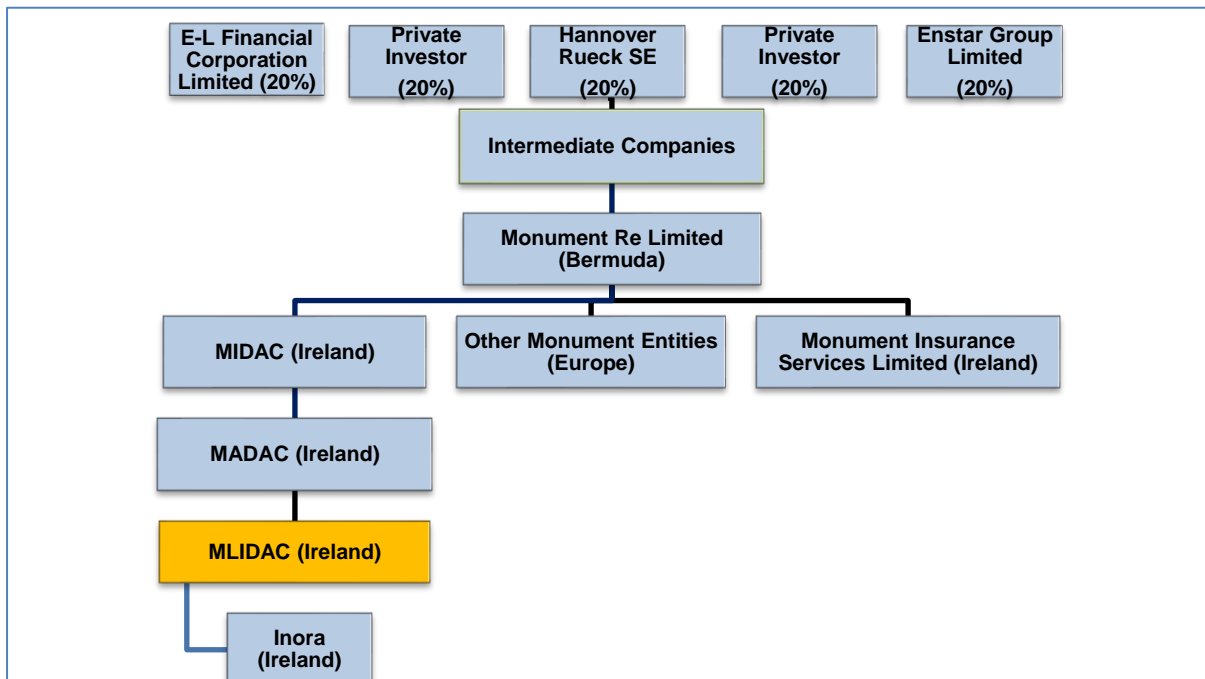 E-L Financial
Corporation
Limited (20%)
Private
Investor
(20%)
Hannover
Rueck SE
(20%)
Private
Investor
(20%)
Enstar Group
Limited
(20%)
Intermediate Companies
Monument Re Limited
(Bermuda)
MIDAC (Ireland)
Other Monument Entities
(Europe)
Monument Insurance
Services Limited (Ireland)
MADAC (Ireland)
MLIDAC (Ireland)
Inora
(Ireland)